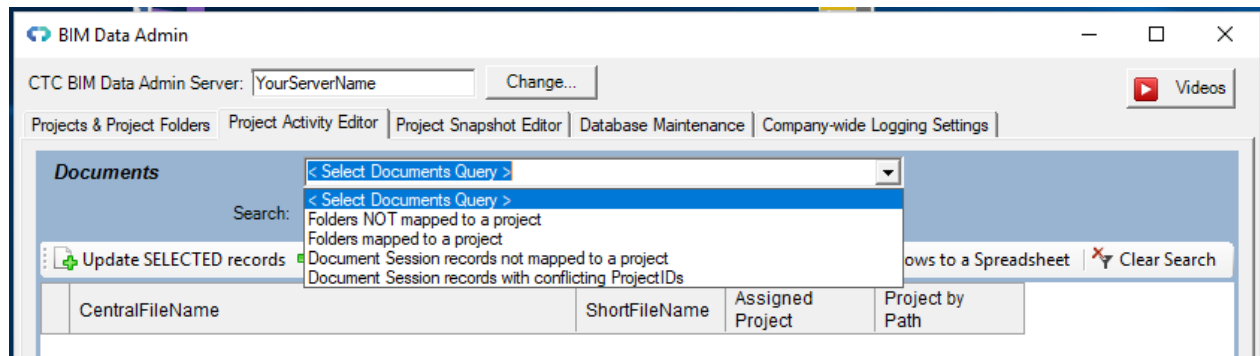 BIM Data Admin
CTC BIM Data Admin Server: YourServerName Change... Videos
Projects & Project Folders Project Activity Editor Project Snapshot Editor Database Maintenance Company-wide Logging Settings
Documents < Select Documents Query >
< Select Documents Query >
Search:
Folders NOT mapped to a project
Folders mapped to a project
Document Session records not mapped to a project
Document Session records with conflicting ProjectIDs
Update SELECTED records ows to a Spreadsheet Clear Search
CentralFileName ShortFileName Assigned Project Project by Path